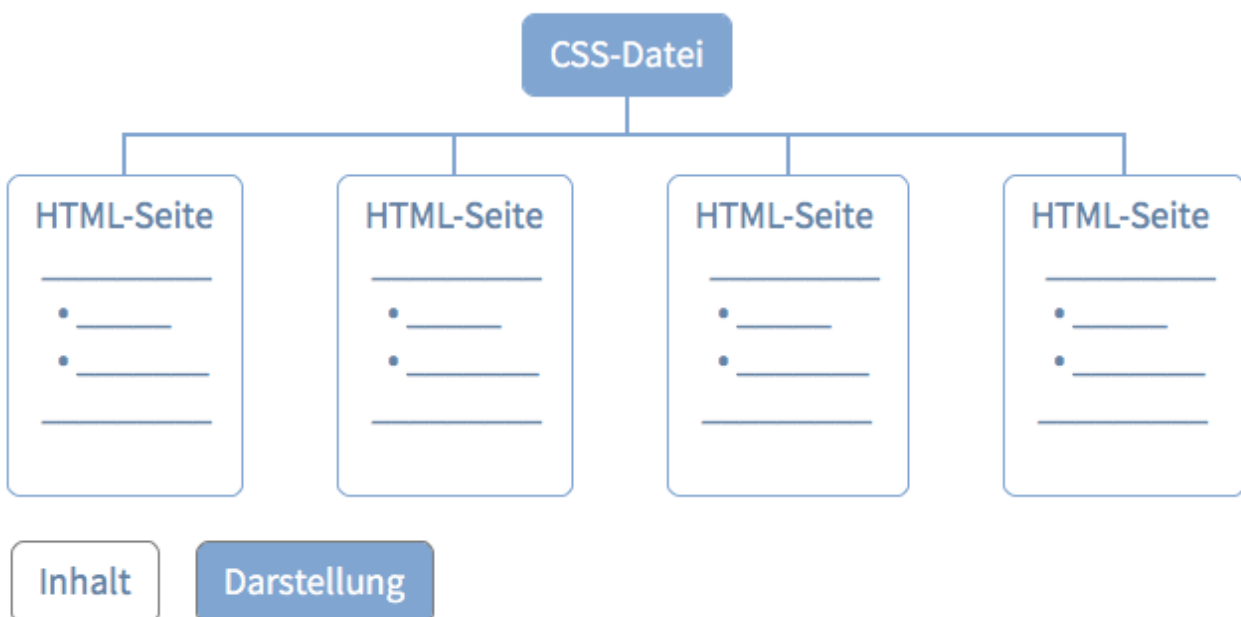 CSS-Datei
HTML-Seite
HTML-Seite
HTML-Seite
HTML-Seite
Inhalt
Darstellung